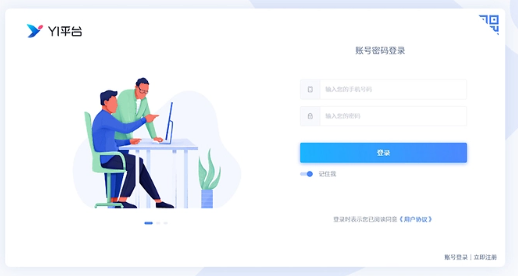 YI平台
账号密码登录
输入您的手机号码
输入您的密码
登录
记住我
登录时表示您已阅读同意《用户协议》
账号登录 | 立即注册